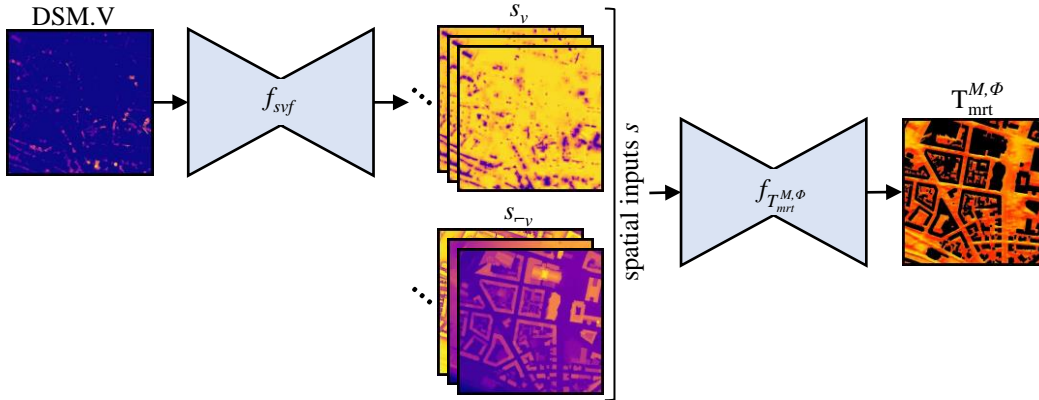 DSM.V
f_svf
s_v
s_¬v
spatial inputs s
f_{T_mrt^{M,Φ}}
T_mrt^{M,Φ}